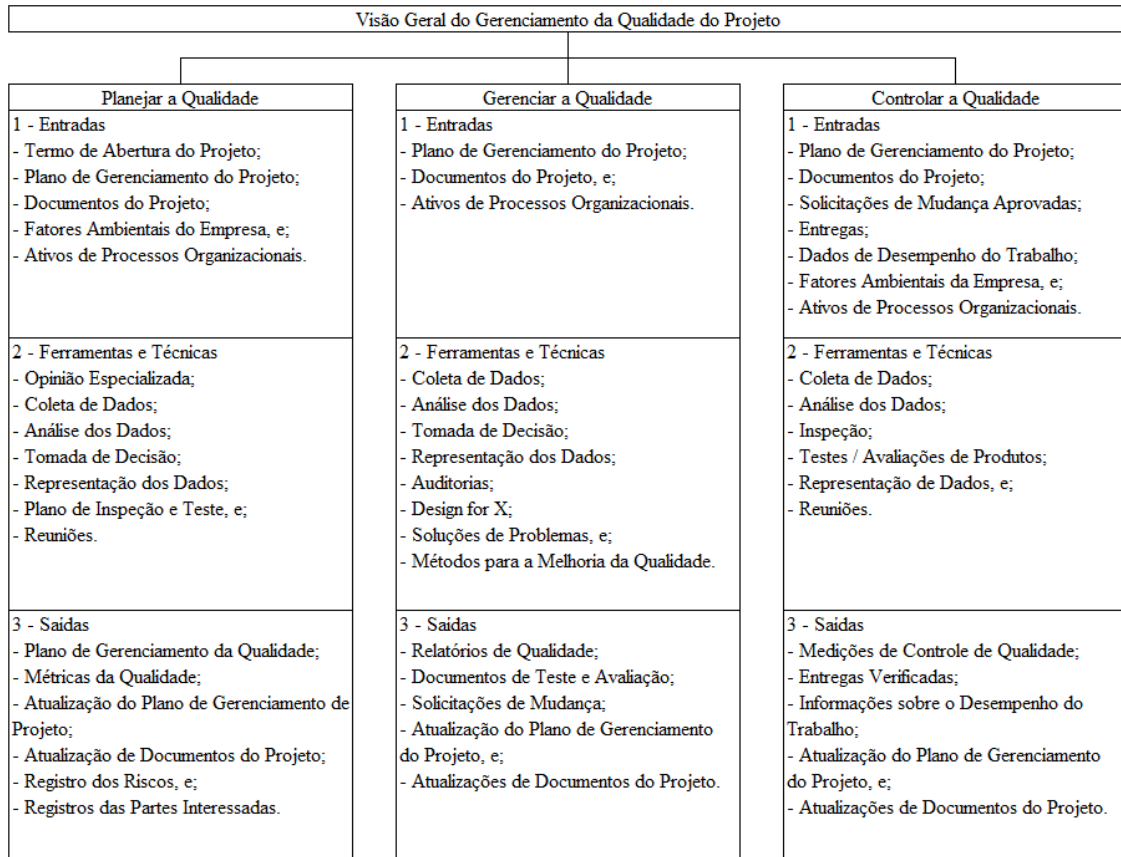 Visão Geral do Gerenciamento da Qualidade do Projeto
Planejar a Qualidade
1 - Entradas
- Termo de Abertura do Projeto;
- Plano de Gerenciamento do Projeto;
- Documentos do Projeto;
- Fatores Ambientais do Empresa, e;
- Ativos de Processos Organizacionais.
2 - Ferramentas e Técnicas
- Opinião Especializada;
- Coleta de Dados;
- Análise dos Dados;
- Tomada de Decisão;
- Representação dos Dados;
- Plano de Inspeção e Teste, e;
- Reuniões.
3 - Saídas
- Plano de Gerenciamento da Qualidade;
- Métricas da Qualidade;
- Atualização do Plano de Gerenciamento de
Projeto;
- Atualização de Documentos do Projeto;
- Registro dos Riscos, e;
- Registros das Partes Interessadas.
Gerenciar a Qualidade
1 - Entradas
- Plano de Gerenciamento do Projeto;
- Documentos do Projeto, e;
- Ativos de Processos Organizacionais.
2 - Ferramentas e Técnicas
- Coleta de Dados;
- Análise dos Dados;
- Tomada de Decisão;
- Representação dos Dados;
- Auditorias;
- Design for X;
- Soluções de Problemas, e;
- Métodos para a Melhoria da Qualidade.
3 - Saídas
- Relatórios de Qualidade;
- Documentos de Teste e Avaliação;
- Solicitações de Mudança;
- Atualização do Plano de Gerenciamento
do Projeto, e;
- Atualizações de Documentos do Projeto.
Controlar a Qualidade
1 - Entradas
- Plano de Gerenciamento do Projeto;
- Documentos do Projeto;
- Solicitações de Mudança Aprovadas;
- Entregas;
- Dados de Desempenho do Trabalho;
- Fatores Ambientais da Empresa, e;
- Ativos de Processos Organizacionais.
2 - Ferramentas e Técnicas
- Coleta de Dados;
- Análise dos Dados;
- Inspeção;
- Testes / Avaliações de Produtos;
- Representação de Dados, e;
- Reuniões.
3 - Saídas
- Medições de Controle de Qualidade;
- Entregas Verificadas;
- Informações sobre o Desempenho do
Trabalho;
- Atualização do Plano de Gerenciamento
do Projeto, e;
- Atualizações de Documentos do Projeto.